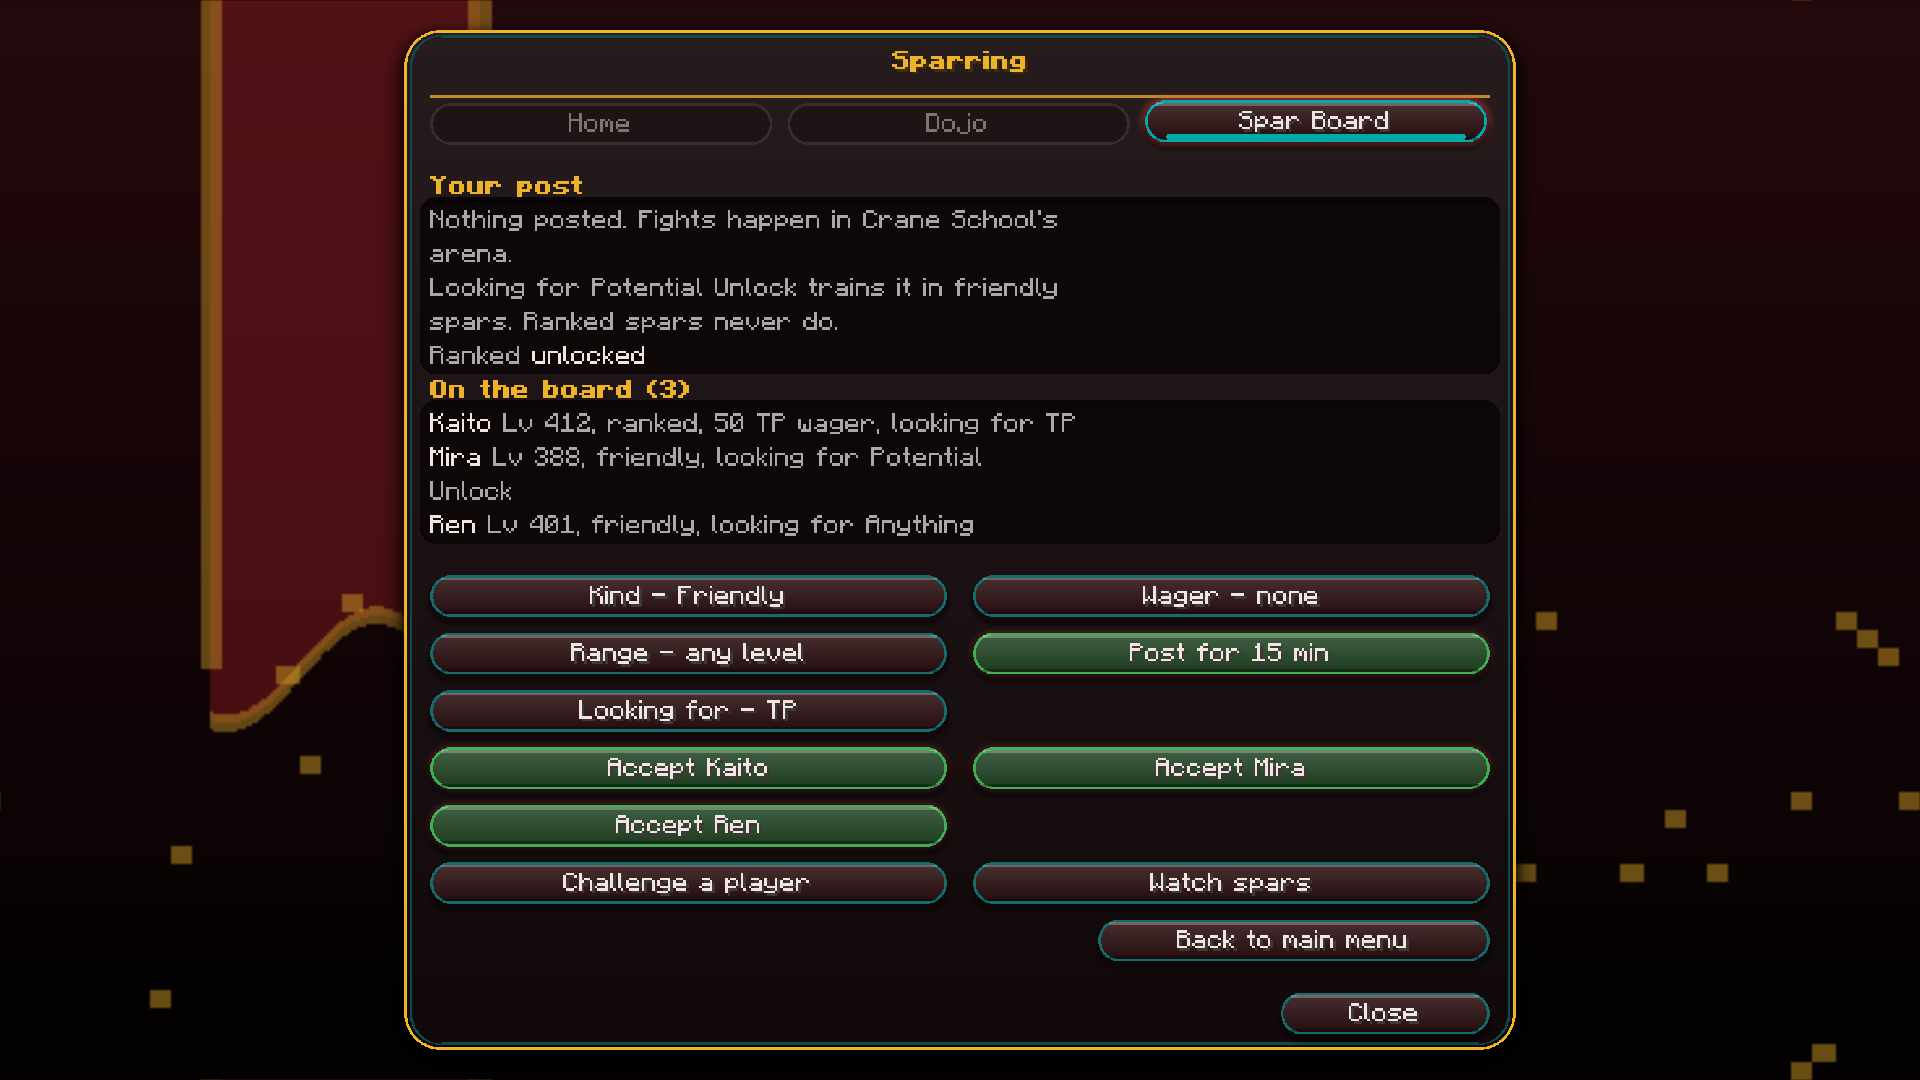 Sparring
Home
Dojo
Spar Board
Your post
Nothing posted. Fights happen in Crane School's
arena.
Looking for Potential Unlock trains it in friendly
spars. Ranked spars never do.
Ranked unlocked
On the board (3)
Kaito Lv 412, ranked, 50 TP wager, looking for TP
Mira Lv 388, friendly, looking for Potential
Unlock
Ren Lv 401, friendly, looking for Anything
Kind - Friendly
Wager - none
Range - any level
Post for 15 min
Looking for - TP
Accept Kaito
Accept Mira
Accept Ren
Challenge a player
Watch spars
Back to main menu
Close